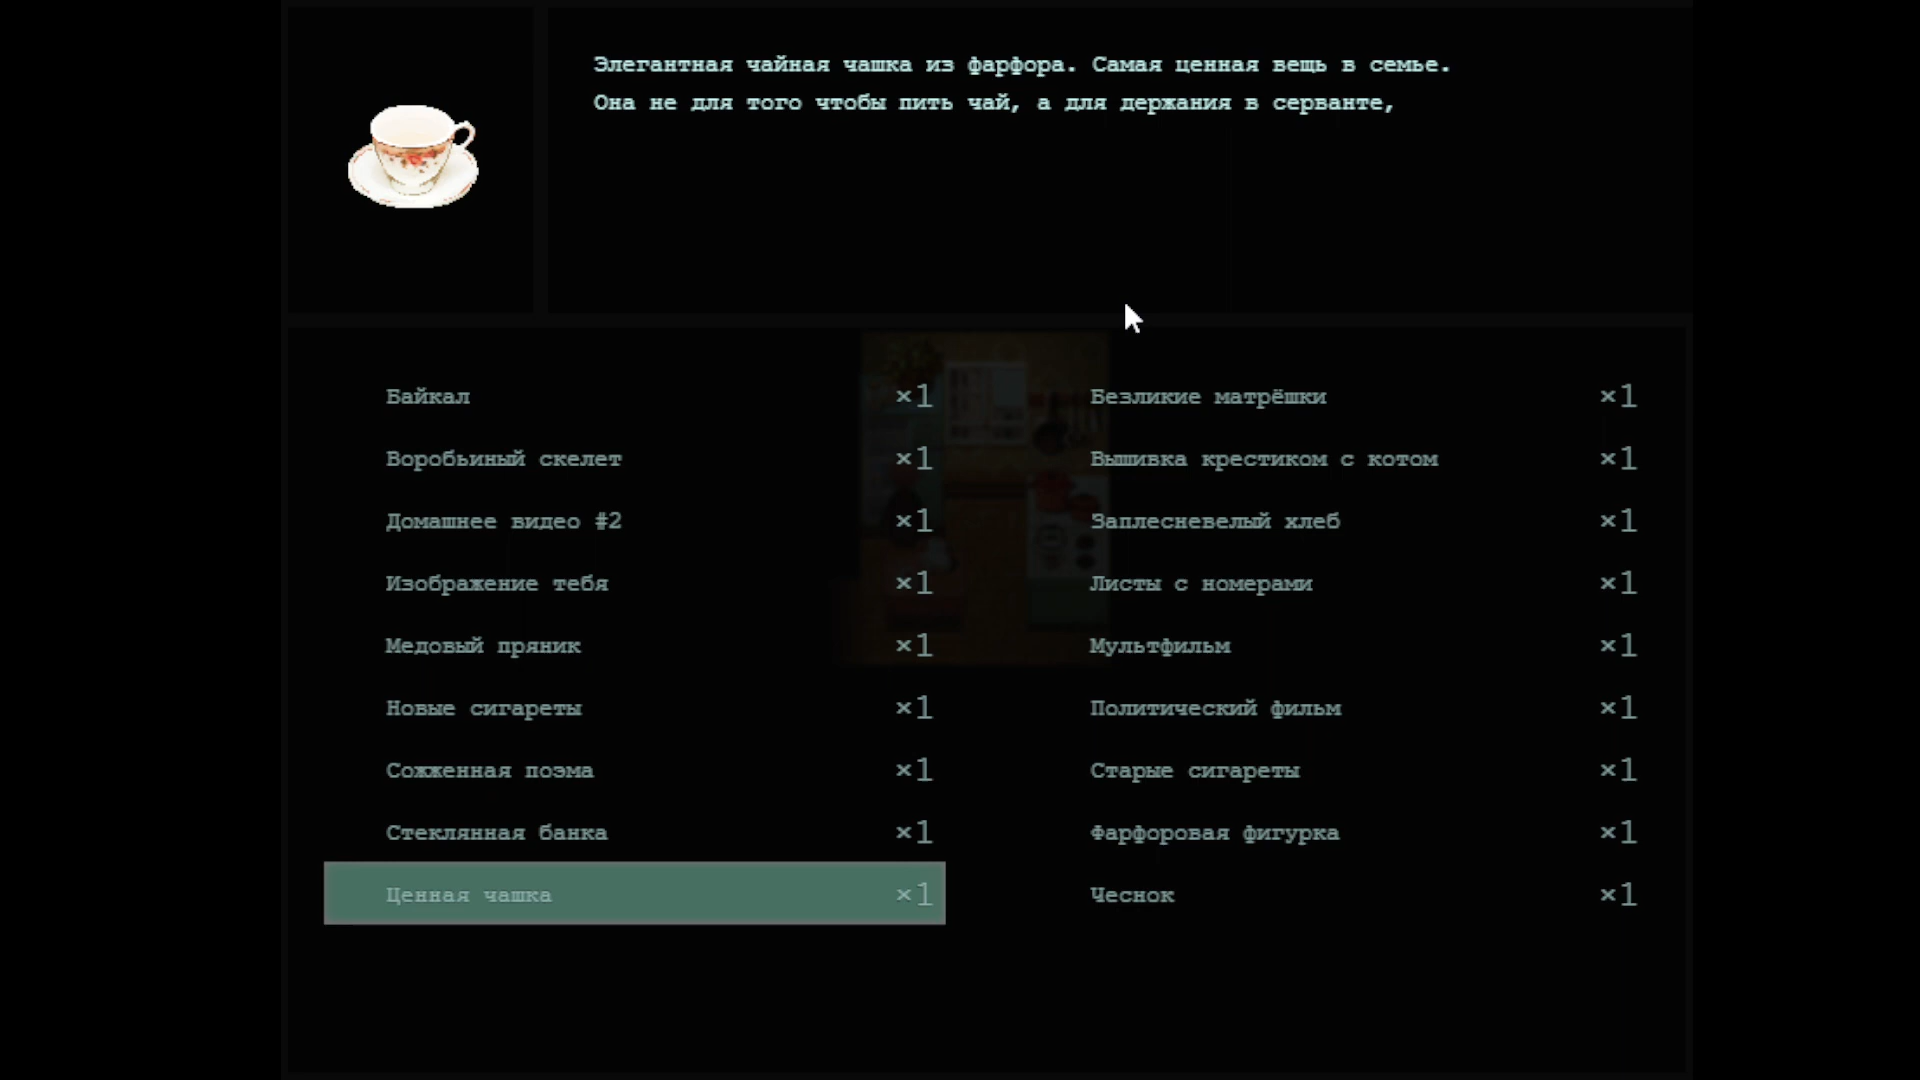 Элегантная чайная чашка из фарфора. Самая ценная вещь в семье.
Она не для того чтобы пить чай, а для держания в серванте,
Байкал ×1 Безликие матрёшки ×1
Воробьиный скелет ×1 Вышивка крестиком с котом ×1
Домашнее видео #2 ×1 Заплесневелый хлеб ×1
Изображение тебя ×1 Листы с номерами ×1
Медовый пряник ×1 Мультфильм ×1
Новые сигареты ×1 Политический фильм ×1
Сожженная поэма ×1 Старые сигареты ×1
Стеклянная банка ×1 Фарфоровая фигурка ×1
Ценная чашка ×1 Чеснок ×1